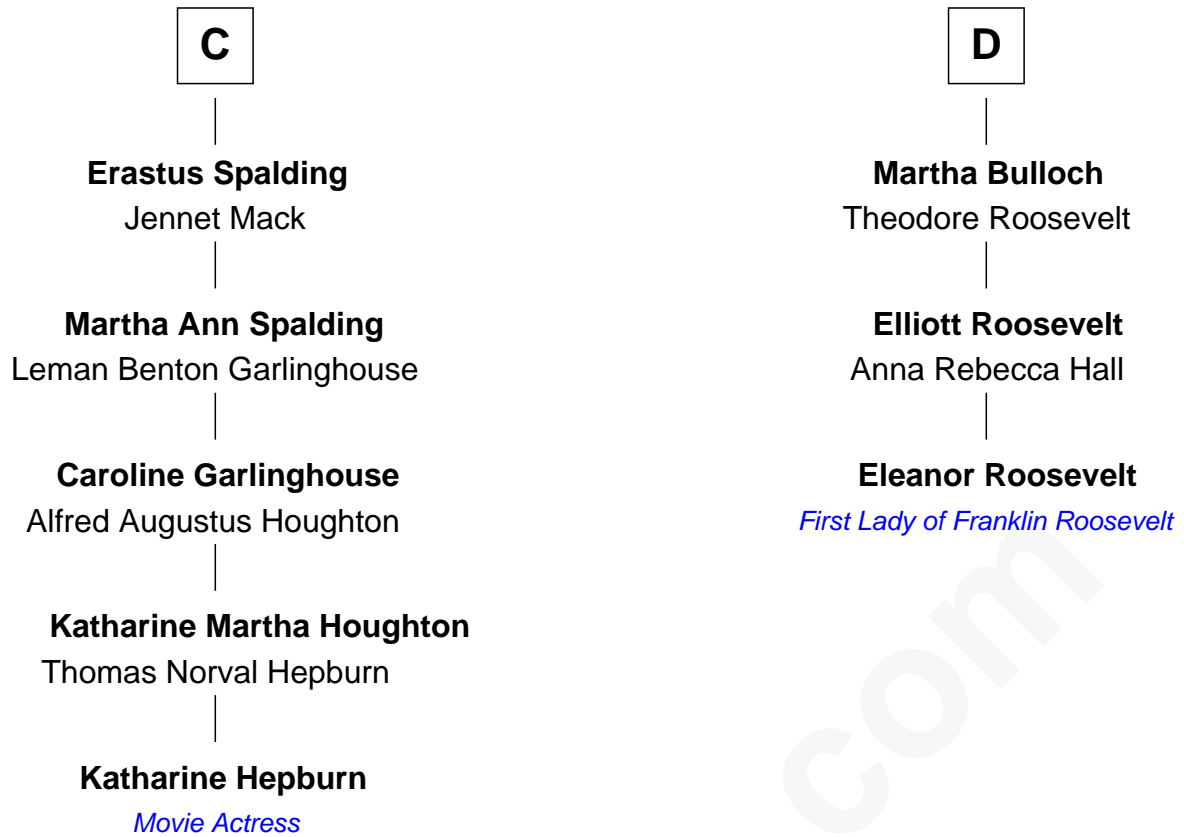 C
Erastus Spalding
Jennet Mack
Martha Ann Spalding
Leman Benton Garlinghouse
Caroline Garlinghouse
Alfred Augustus Houghton
Katharine Martha Houghton
Thomas Norval Hepburn
Katharine Hepburn
Movie Actress
D
Martha Bulloch
Theodore Roosevelt
Elliott Roosevelt
Anna Rebecca Hall
Eleanor Roosevelt
First Lady of Franklin Roosevelt
com